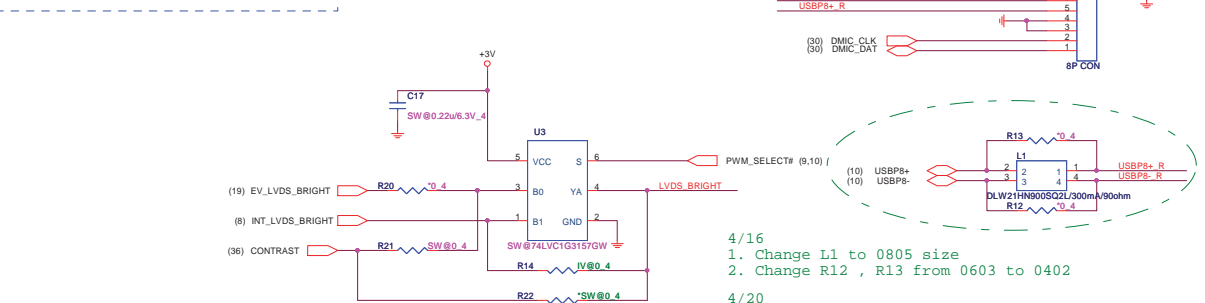 USBP8+_R
5
4
3
2
1
(30) DMIC_CLK
(30) DMIC_DAT
8P CON
+3V
C17
SW@0.22u/6.3V_4
U3
5 VCC S 6
PWM_SELECT# (9,10)
(19) EV_LVDS_BRIGHT
R20 *0_4
3 B0 YA 4
LVDS_BRIGHT
(8) INT_LVDS_BRIGHT
1 B1 GND 2
(36) CONTRAST
R21 SW@0_4
SW@74LVC1G3157GW
R14 IV@0_4
R22 *SW@0_4
R13 *0_4
L1
(10) USBP8+
2 2 1 1
USBP8+_R
(10) USBP8-
3 3 4 4
USBP8-_R
DLW21HN900SQ2L/300mA/90ohm
R12 *0_4
4/16
1. Change L1 to 0805 size
2. Change R12 , R13 from 0603 to 0402
4/20